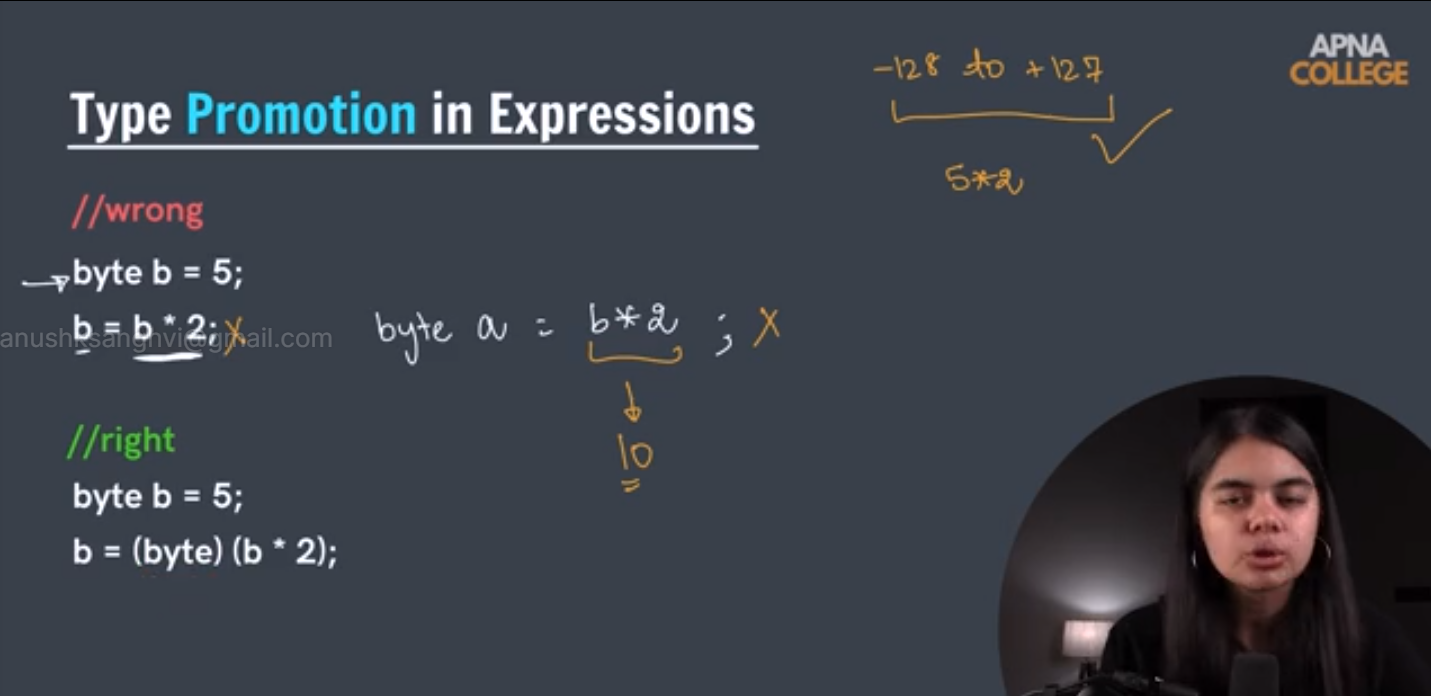 -128 to +127
APNA
COLLEGE
Type Promotion in Expressions
5*2
//wrong
byte b = 5;
b = b * 2; X
anushksanghvi@gmail.com
byte a = b*2 ; X
10
//right
byte b = 5;
b = (byte) (b * 2);